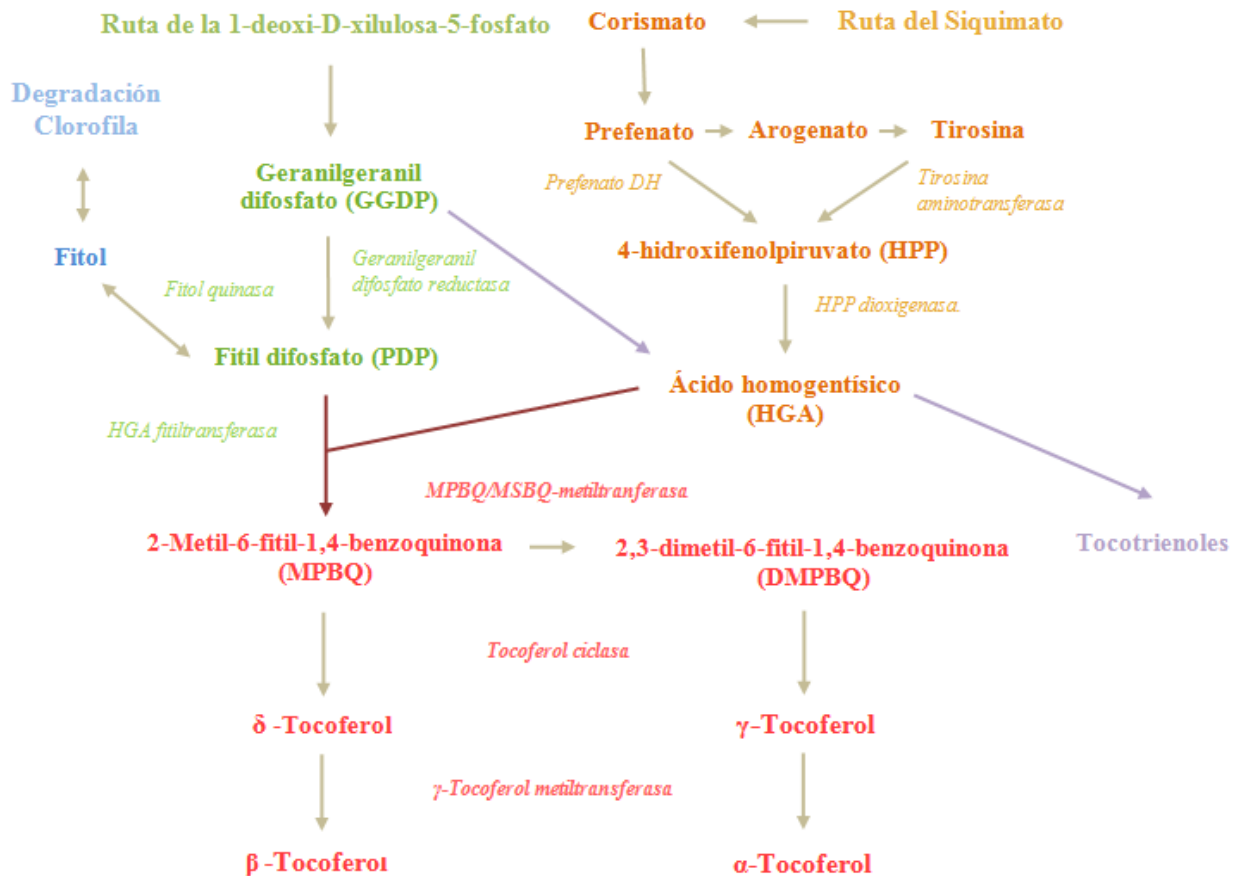 Ruta de la 1-deoxi-D-xilulosa-5-fosfato
Corismato
Ruta del Siquimato
Degradación
Clorofila
Prefenato
Arogenato
Tirosina
Geranilgeranil
difosfato (GGDP)
Prefenato DH
Tirosina
aminotransferasa
Fitol
4-hidroxifenolpiruvato (HPP)
Geranilgeranil
difosfato reductasa
Fitol quinasa
HPP dioxigenasa.
Fitil difosfato (PDP)
Ácido homogentísico
(HGA)
HGA fitiltransferasa
MPBQ/MSBQ-metiltranferasa
2-Metil-6-fitil-1,4-benzoquinona
(MPBQ)
2,3-dimetil-6-fitil-1,4-benzoquinona
(DMPBQ)
Tocotrienoles
Tocoferol ciclasa
δ -Tocoferol
γ-Tocoferol
γ-Tocoferol metiltransferasa
β -Tocoferol
α-Tocoferol